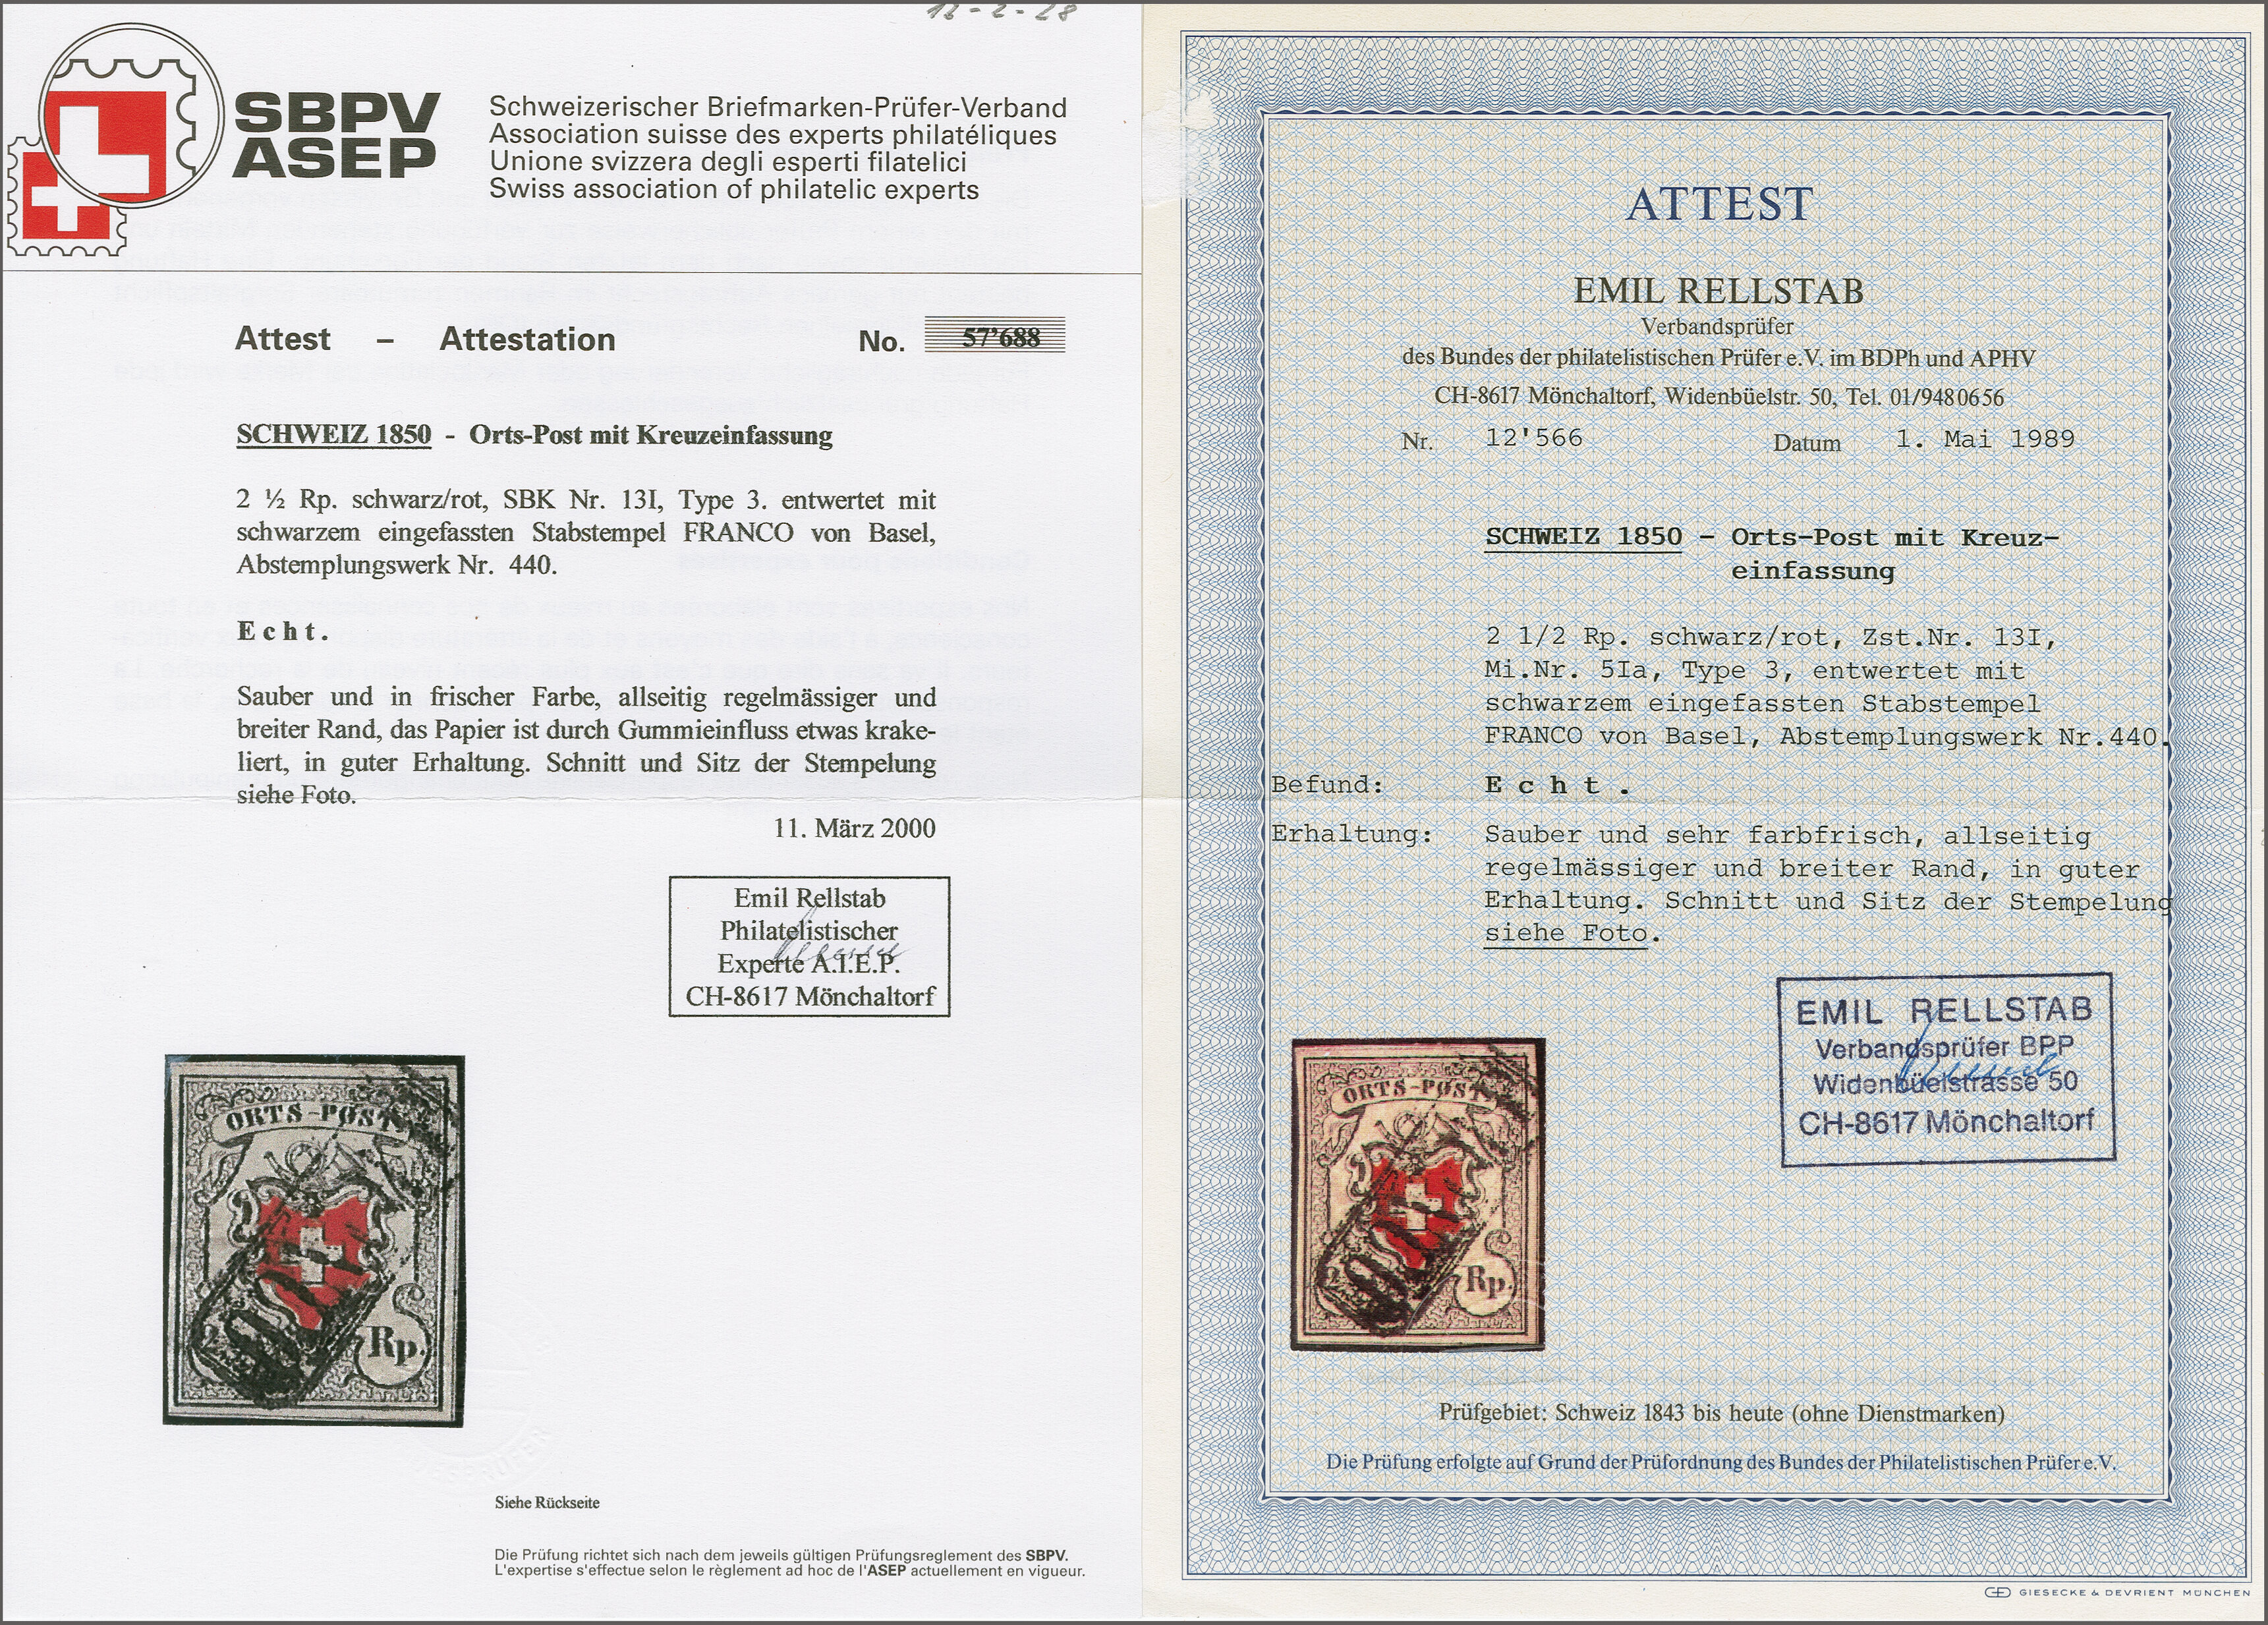 12-2-28
SBPV
ASEP
Schweizerischer Briefmarken-Prüfer-Verband
Association suisse des experts philatéliques
Unione svizzera degli esperti filatelici
Swiss association of philatelic experts
Attest – Attestation No. 57'688
SCHWEIZ 1850 - Orts-Post mit Kreuzeinfassung
2 ½ Rp. schwarz/rot, SBK Nr. 13I, Type 3. entwertet mit
schwarzem eingefassten Stabstempel FRANCO von Basel,
Abstemplungswerk Nr. 440.
Echt.
Sauber und in frischer Farbe, allseitig regelmässiger und
breiter Rand, das Papier ist durch Gummieinfluss etwas krake-
liert, in guter Erhaltung. Schnitt und Sitz der Stempelung
siehe Foto.
11. März 2000
Emil Rellstab
Philatelistischer
Experte A.I.E.P.
CH-8617 Mönchaltorf
ORTS-POST
Rp.
Siehe Rückseite
Die Prüfung richtet sich nach dem jeweils gültigen Prüfungsreglement des SBPV.
L'expertise s'effectue selon le règlement ad hoc de l'ASEP actuellement en vigueur.
ATTEST
EMIL RELLSTAB
Verbandsprüfer
des Bundes der philatelistischen Prüfer e.V. im BDPh und APHV
CH-8617 Mönchaltorf, Widenbüelstr. 50, Tel. 01/9480656
Nr. 12'566 Datum 1. Mai 1989
SCHWEIZ 1850 – Orts-Post mit Kreuz-
einfassung
2 1/2 Rp. schwarz/rot, Zst.Nr. 13I,
Mi.Nr. 5Ia, Type 3, entwertet mit
schwarzem eingefassten Stabstempel
FRANCO von Basel, Abstemplungswerk Nr.440.
Befund: Echt.
Erhaltung: Sauber und sehr farbfrisch, allseitig
regelmässiger und breiter Rand, in guter
Erhaltung. Schnitt und Sitz der Stempelung
siehe Foto.
EMIL RELLSTAB
Verbandsprüfer BPP
Widenbüelstrasse 50
CH-8617 Mönchaltorf
ORTS-POST
Rp.
Prüfgebiet: Schweiz 1843 bis heute (ohne Dienstmarken)
Die Prüfung erfolgte auf Grund der Prüfordnung des Bundes der Philatelistischen Prüfer e.V.
GIESECKE & DEVRIENT MÜNCHEN